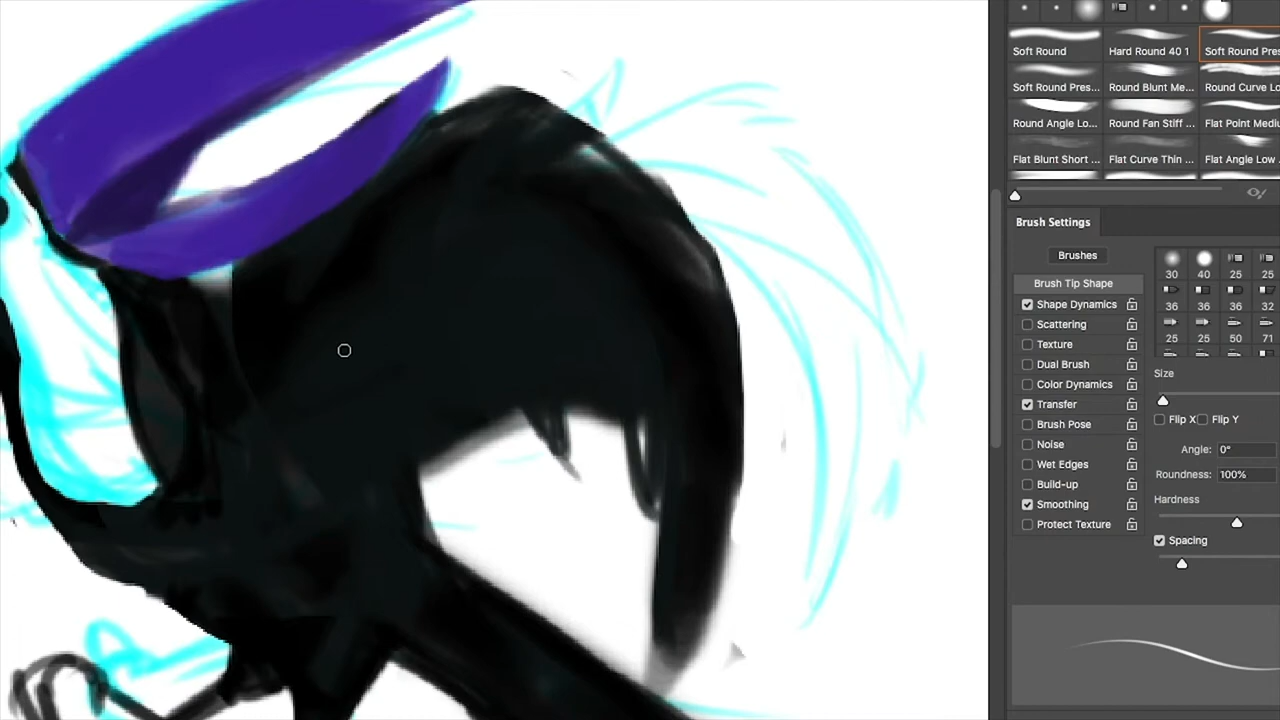 Soft Round Hard Round 40 1 Soft Round Pres
Soft Round Pres... Round Blunt Me... Round Curve Lo
Round Angle Lo... Round Fan Stiff ... Flat Point Mediu
Flat Blunt Short ... Flat Curve Thin ... Flat Angle Low
Brush Settings
Brushes
Brush Tip Shape
30 40 25 25
Shape Dynamics
36 36 36 32
Scattering
25 25 50 71
Texture
Dual Brush
Size
Color Dynamics
Transfer
Flip X Flip Y
Brush Pose
Noise
Angle: 0°
Wet Edges
Roundness: 100%
Build-up
Hardness
Smoothing
Protect Texture
Spacing